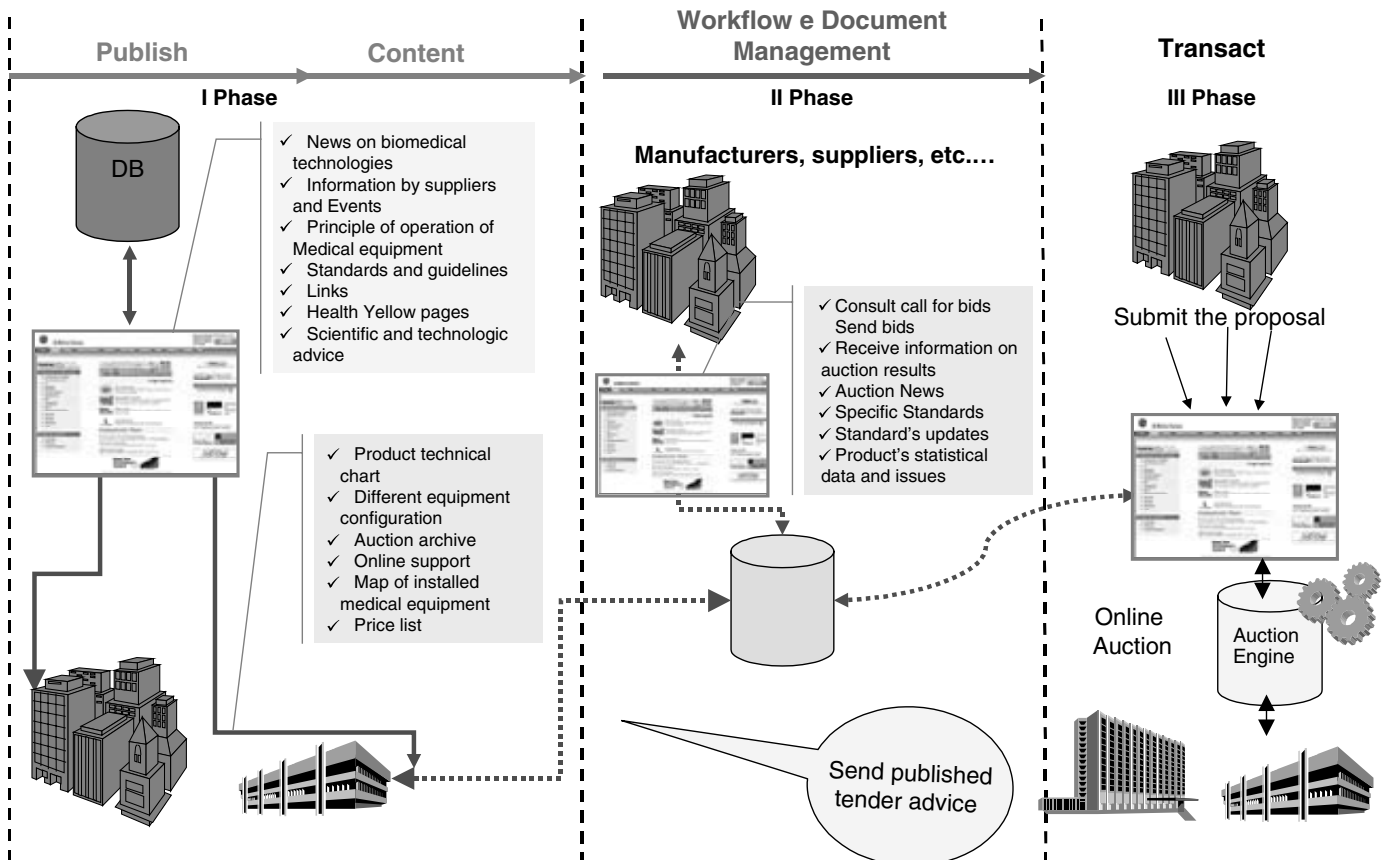 Publish
Content
I Phase
DB
✓ News on biomedical
technologies
✓ Information by suppliers
and Events
✓ Principle of operation of
Medical equipment
✓ Standards and guidelines
✓ Links
✓ Health Yellow pages
✓ Scientific and technologic
advice
✓ Product technical
chart
✓ Different equipment
configuration
✓ Auction archive
✓ Online support
✓ Map of installed
medical equipment
✓ Price list
Workflow e Document
Management
II Phase
Manufacturers, suppliers, etc....
✓ Consult call for bids
Send bids
✓ Receive information on
auction results
✓ Auction News
✓ Specific Standards
✓ Standard's updates
✓ Product's statistical
data and issues
Send published
tender advice
Transact
III Phase
Submit the proposal
Online
Auction
Auction
Engine